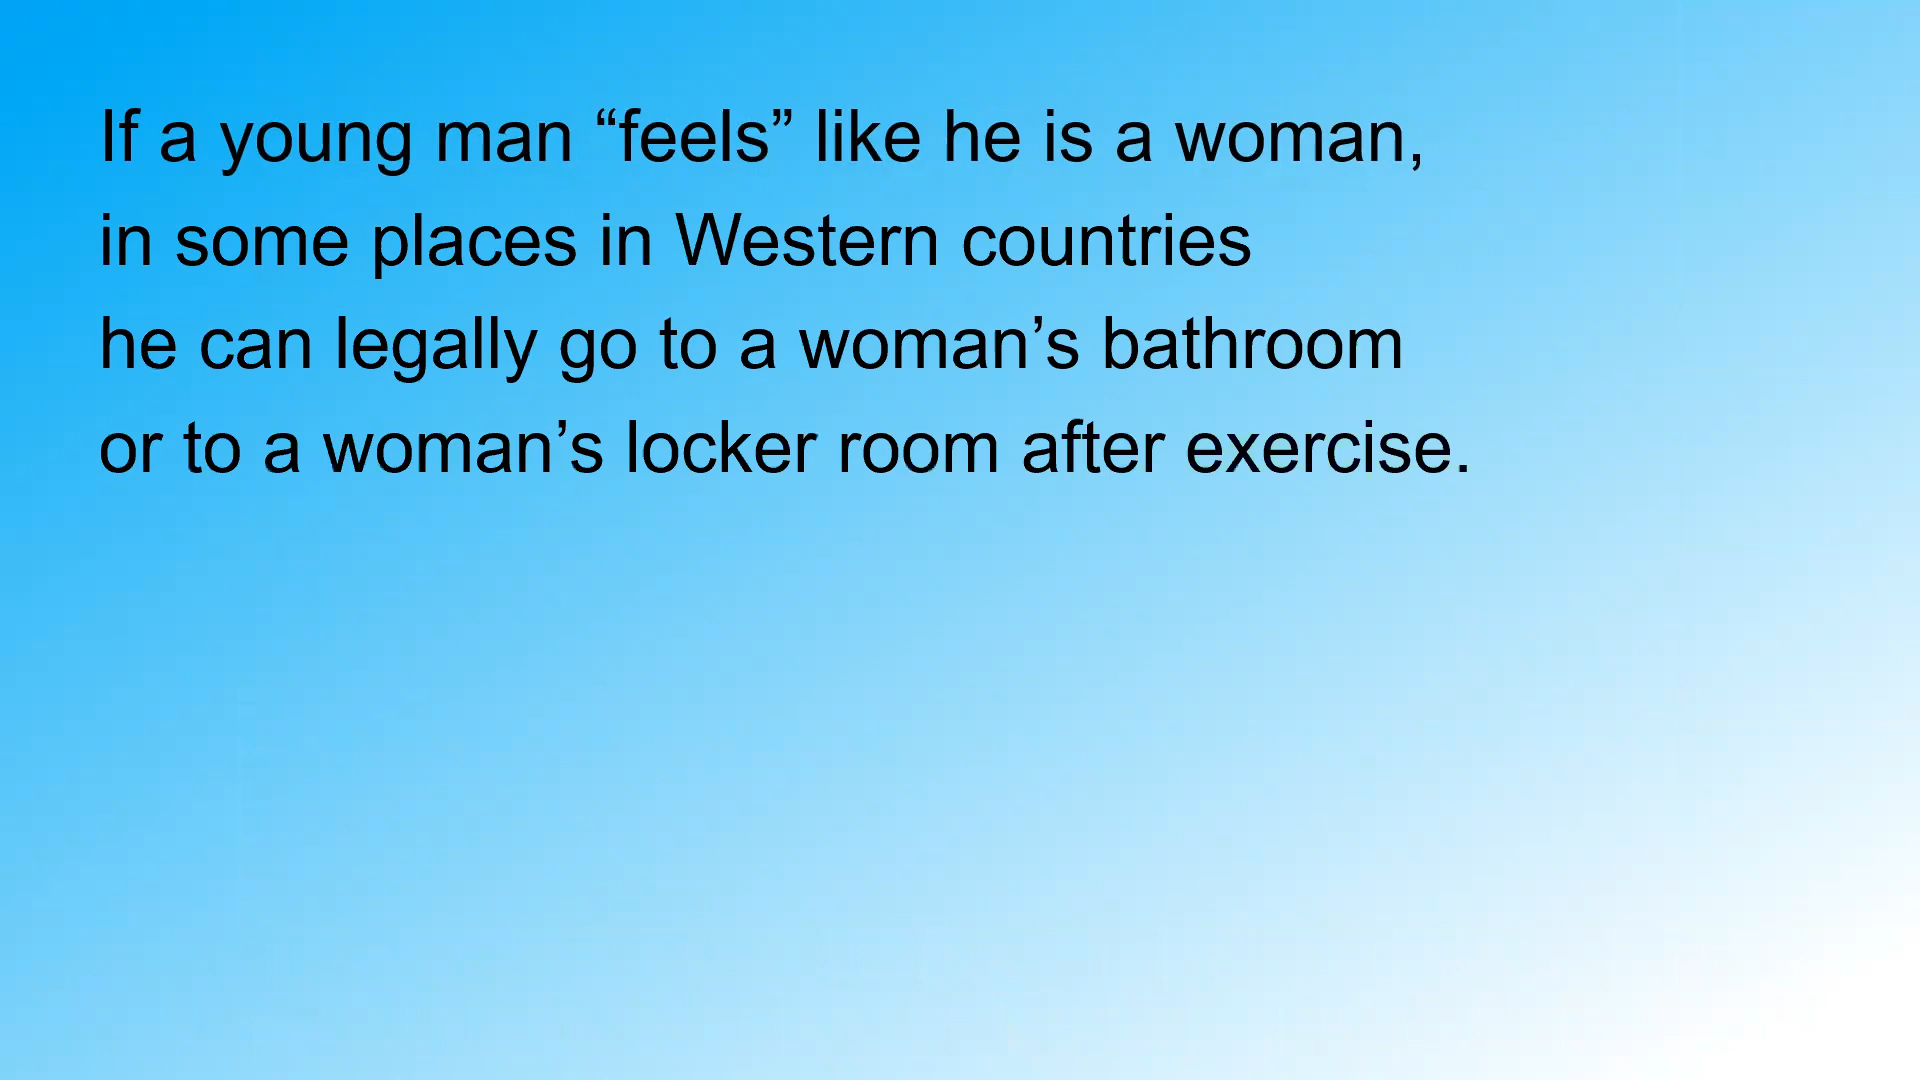 If a young man “feels” like he is a woman,
in some places in Western countries
he can legally go to a woman’s bathroom
or to a woman’s locker room after exercise.